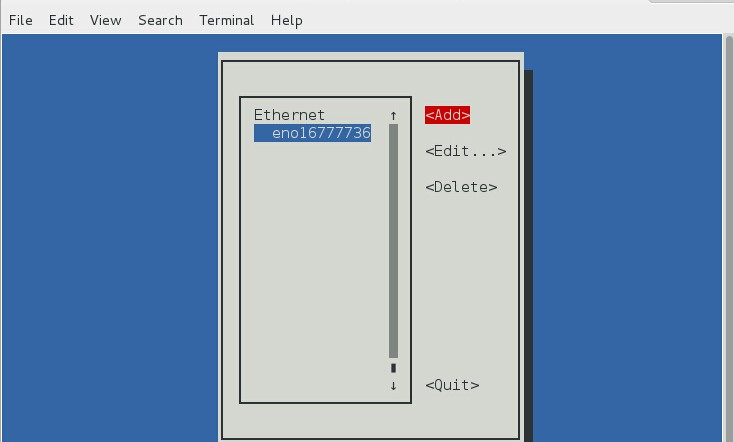 File Edit View Search Terminal Help
Ethernet ↑ <Add>
eno16777736
<Edit...>
<Delete>
↓ <Quit>